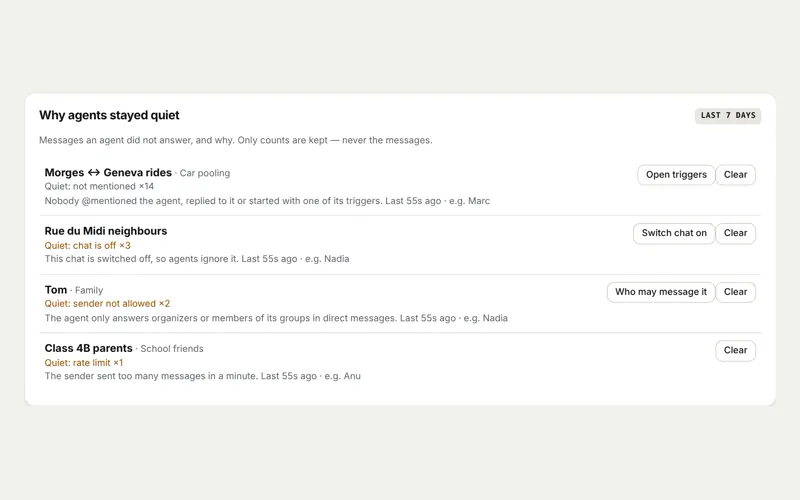 Why agents stayed quiet
LAST 7 DAYS
Messages an agent did not answer, and why. Only counts are kept — never the messages.
Morges ↔ Geneva rides · Car pooling
Open triggers
Clear
Quiet: not mentioned ×14
Nobody @mentioned the agent, replied to it or started with one of its triggers. Last 55s ago · e.g. Marc
Rue du Midi neighbours
Switch chat on
Clear
Quiet: chat is off ×3
This chat is switched off, so agents ignore it. Last 55s ago · e.g. Nadia
Tom · Family
Who may message it
Clear
Quiet: sender not allowed ×2
The agent only answers organizers or members of its groups in direct messages. Last 55s ago · e.g. Nadia
Class 4B parents · School friends
Clear
Quiet: rate limit ×1
The sender sent too many messages in a minute. Last 55s ago · e.g. Anu